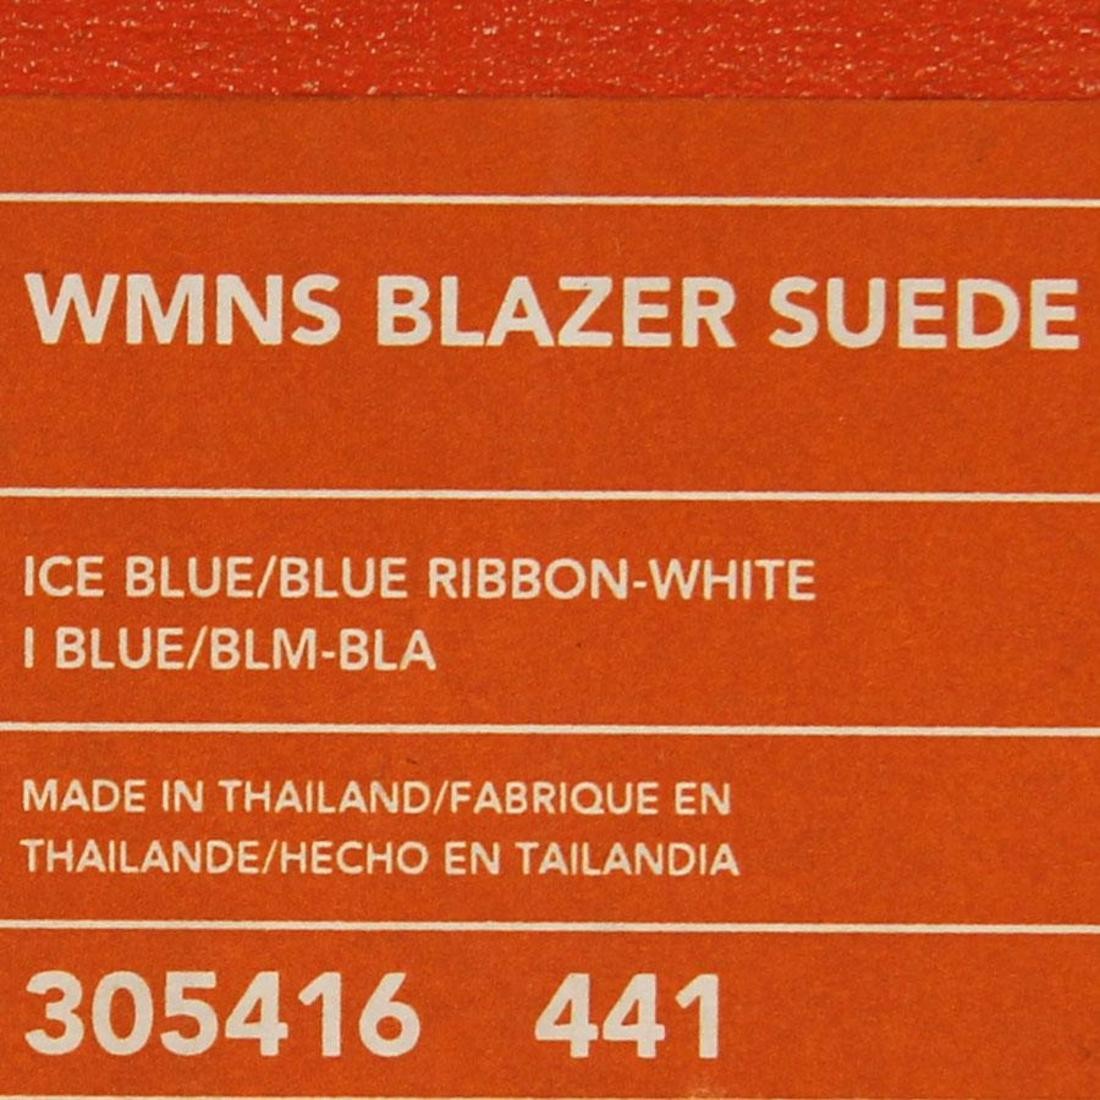 WMNS BLAZER SUEDE
ICE BLUE/BLUE RIBBON-WHITE
I BLUE/BLM-BLA
MADE IN THAILAND/FABRIQUE EN
THAILANDE/HECHO EN TAILANDIA
305416 441